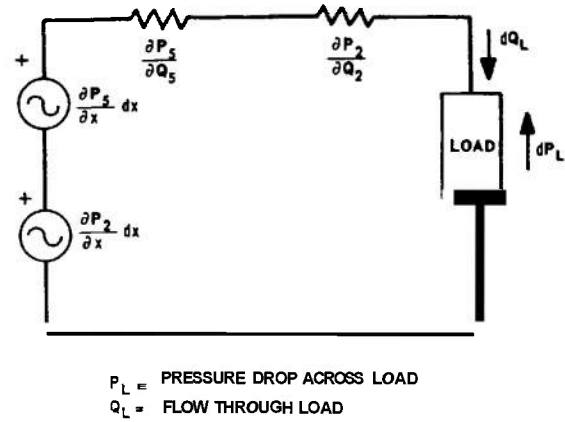 +
∂P5
∂Q5
∂P2
∂Q2
dQL
∂P5
∂x dx
LOAD
dPL
+
∂P2
∂x dx
PL = PRESSURE DROP ACROSS LOAD
QL = FLOW THROUGH LOAD